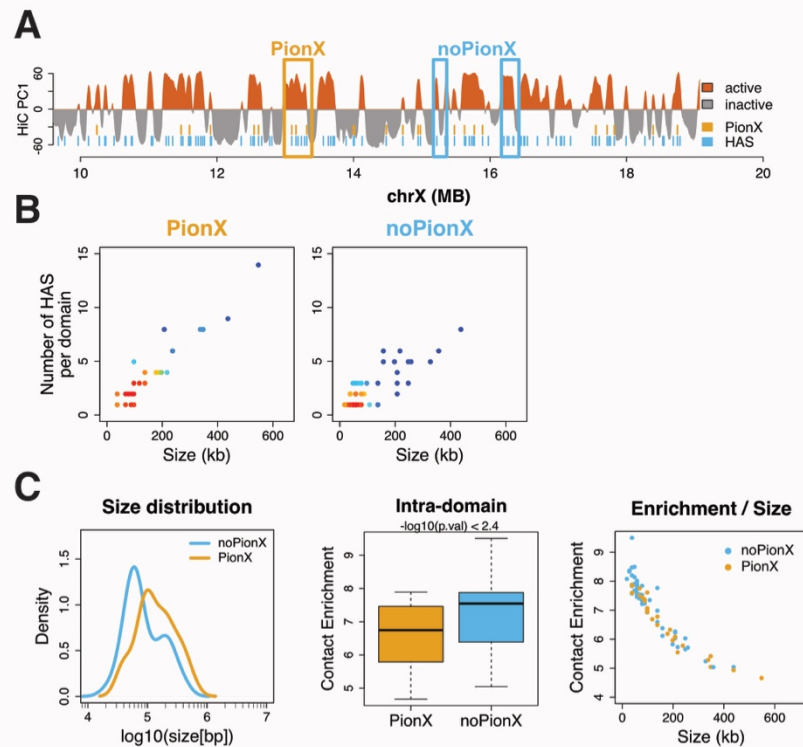 A
PionX
noPionX
HiC PC1
60
0
-60
active
inactive
PionX
HAS
10
12
14
16
18
20
chrX (MB)
B
PionX
noPionX
Number of HAS
per domain
15
10
5
0
0
200
400
600
Size (kb)
15
10
5
0
0
200
400
600
Size (kb)
C
Size distribution
noPionX
PionX
Density
1.5
1.0
0.5
0.0
4
5
6
7
log10(size[bp])
Intra-domain
-log10(p.val) < 2.4
Contact Enrichment
9
8
7
6
5
PionX
noPionX
Enrichment / Size
noPionX
PionX
Contact Enrichment
9
8
7
6
5
4
0
200
400
600
Size (kb)